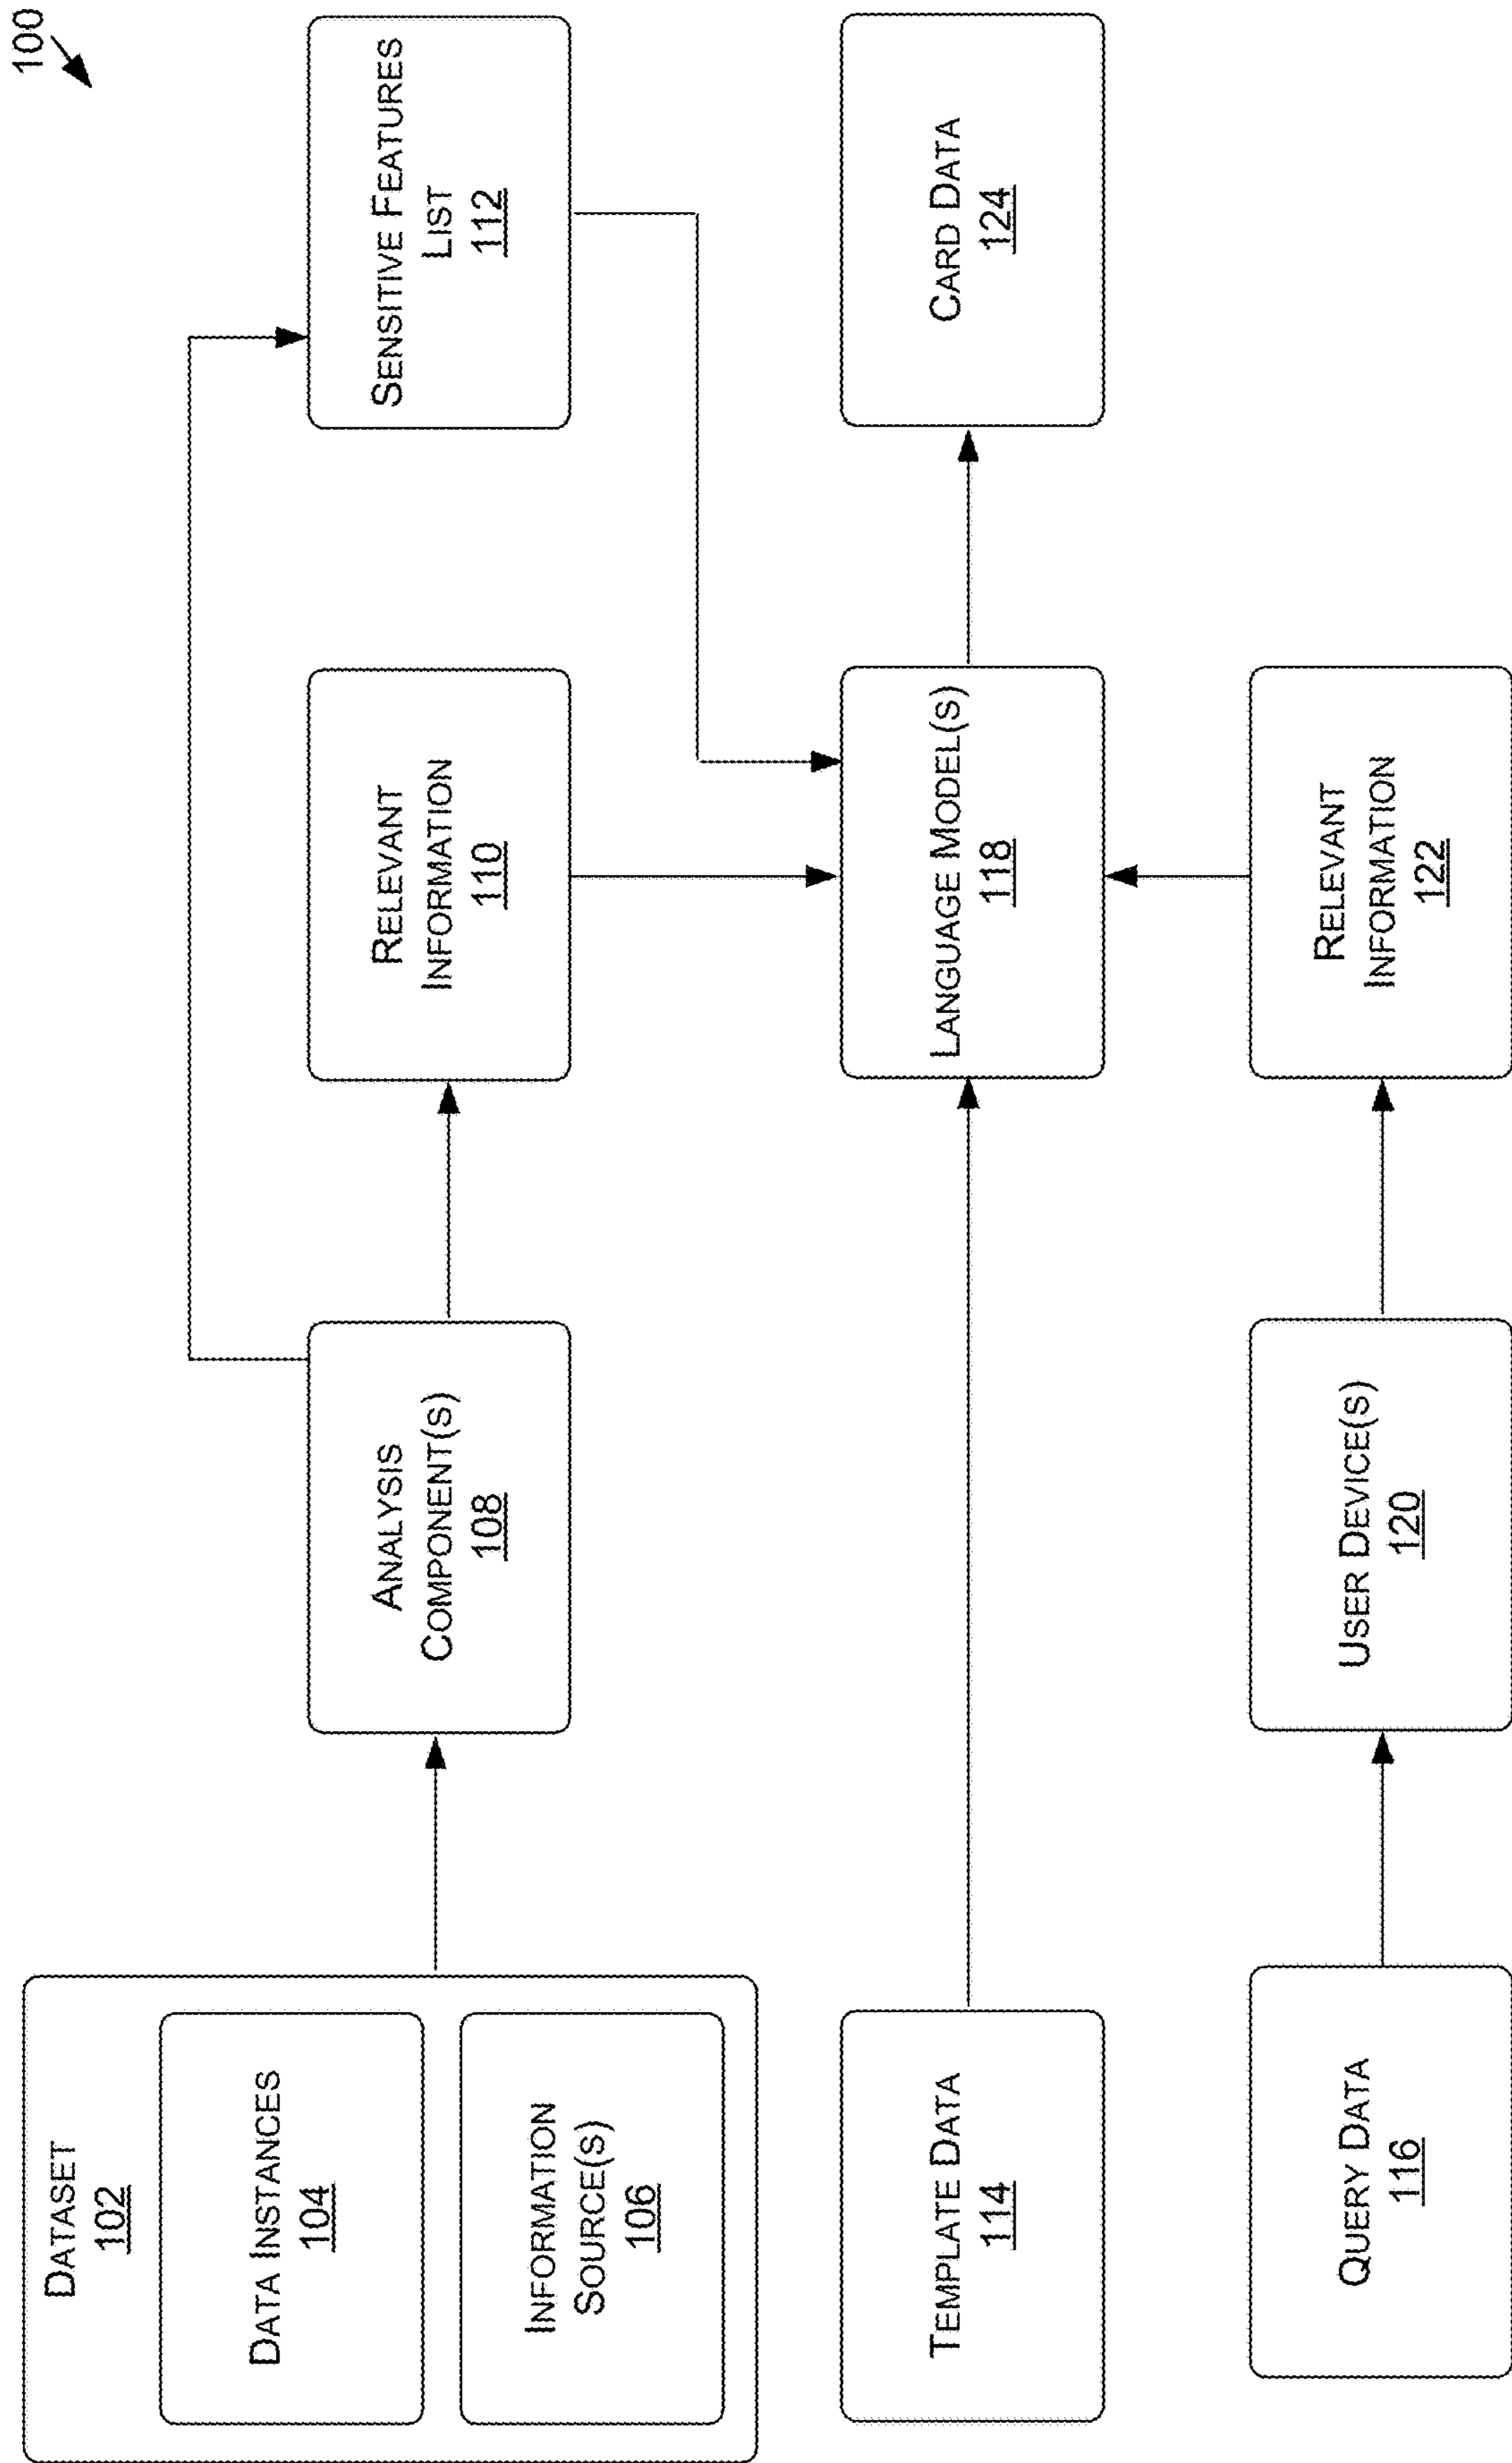 100
DATASET
102
DATA INSTANCES
104
INFORMATION
SOURCE(S)
106
ANALYSIS
COMPONENT(S)
108
RELEVANT
INFORMATION
110
SENSITIVE FEATURES
LIST
112
TEMPLATE DATA
114
LANGUAGE MODEL(S)
118
CARD DATA
124
QUERY DATA
116
USER DEVICE(S)
120
RELEVANT
INFORMATION
122